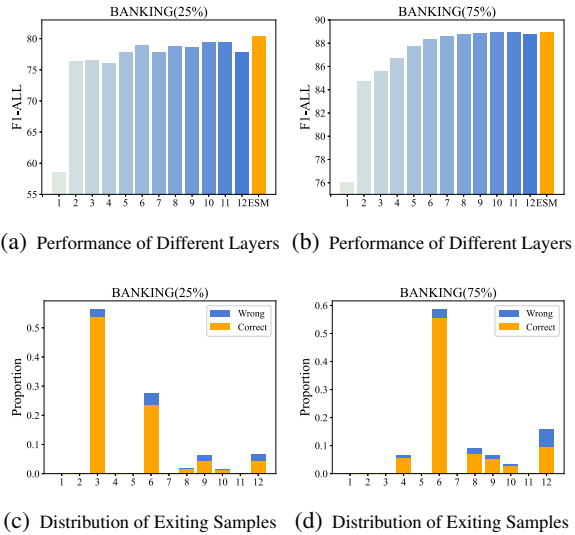 BANKING(25%)
F1-ALL
80
75
70
65
60
55
1 2 3 4 5 6 7 8 9 10 11 12 ESM
(a) Performance of Different Layers
BANKING(75%)
F1-ALL
90
88
86
84
82
80
78
76
1 2 3 4 5 6 7 8 9 10 11 12 ESM
(b) Performance of Different Layers
BANKING(25%)
Wrong
Correct
Proportion
0.5
0.4
0.3
0.2
0.1
0.0
1 2 3 4 5 6 7 8 9 10 11 12
(c) Distribution of Exiting Samples
BANKING(75%)
Wrong
Correct
Proportion
0.6
0.5
0.4
0.3
0.2
0.1
0.0
1 2 3 4 5 6 7 8 9 10 11 12
(d) Distribution of Exiting Samples